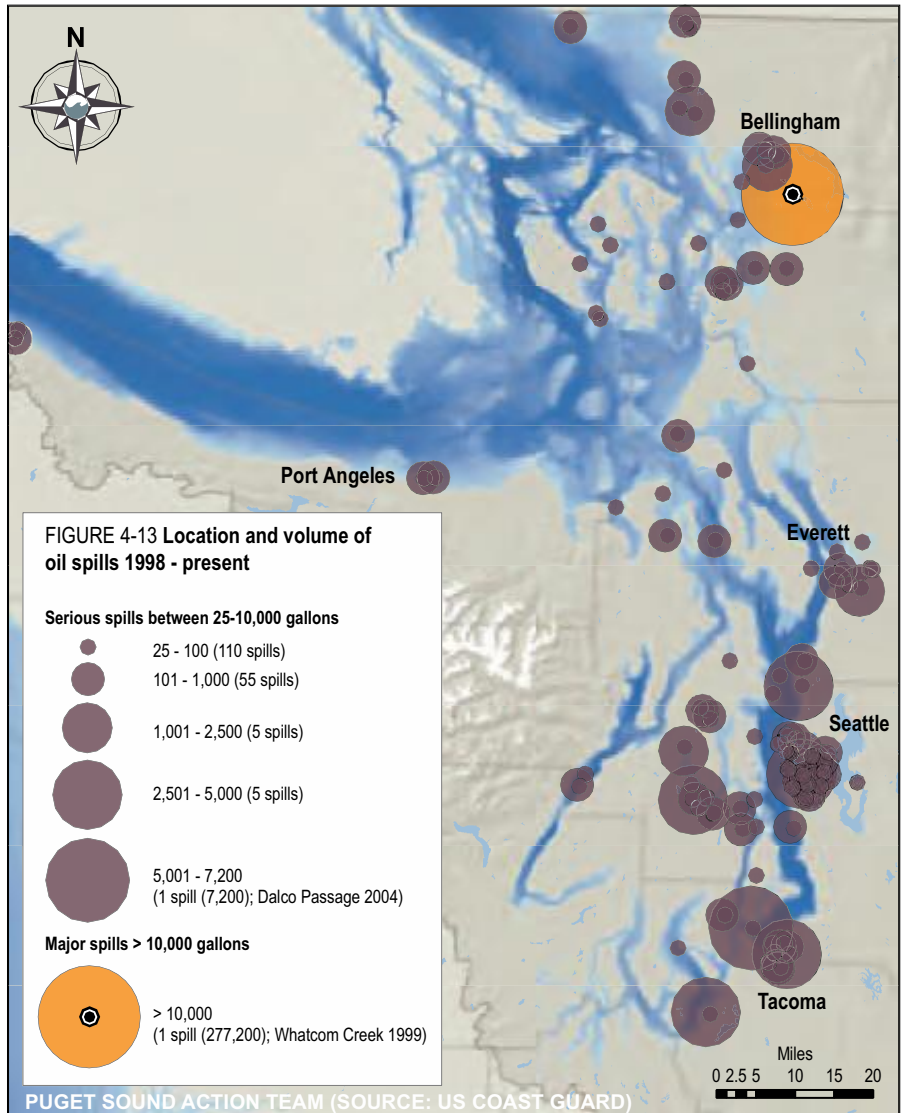 N
Bellingham
Port Angeles
Everett
Seattle
Tacoma
FIGURE 4-13 Location and volume of
oil spills 1998 - present
Serious spills between 25-10,000 gallons
25 - 100 (110 spills)
101 - 1,000 (55 spills)
1,001 - 2,500 (5 spills)
2,501 - 5,000 (5 spills)
5,001 - 7,200
(1 spill (7,200); Dalco Passage 2004)
Major spills > 10,000 gallons
> 10,000
(1 spill (277,200); Whatcom Creek 1999)
Miles
0 2.5 5 10 15 20
PUGET SOUND ACTION TEAM (SOURCE: US COAST GUARD)